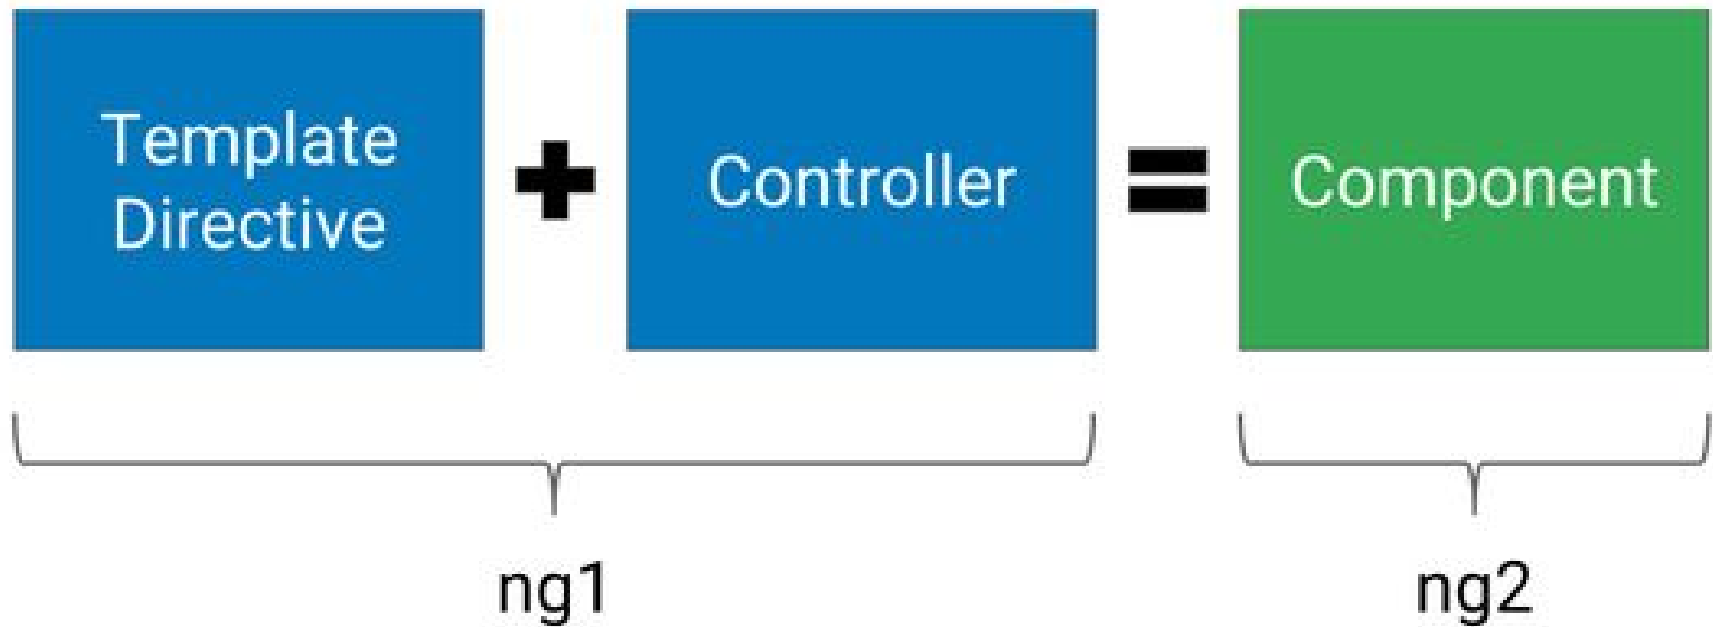 Template
Directive
Controller
Component
ng1
ng2